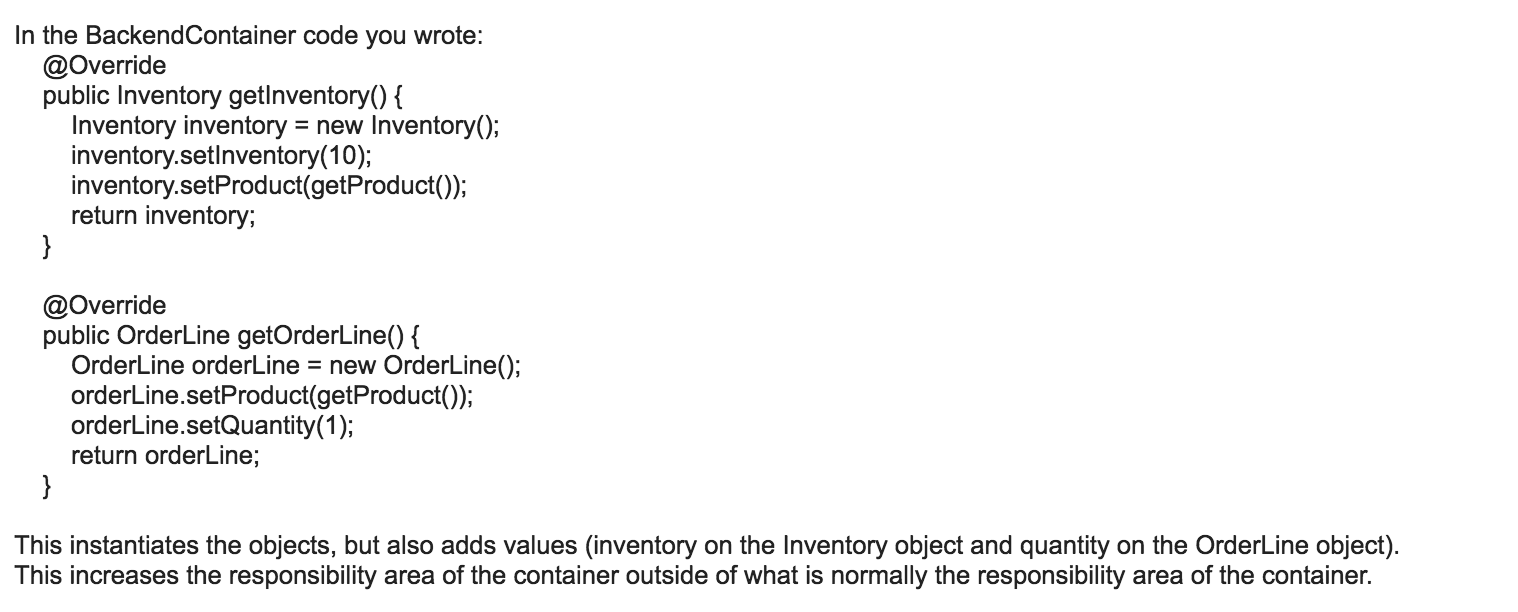 In the BackendContainer code you wrote:
@Override
public Inventory getInventory() {
Inventory inventory = new Inventory();
inventory.setInventory(10);
inventory.setProduct(getProduct());
return inventory;
}
@Override
public OrderLine getOrderLine() {
OrderLine orderLine = new OrderLine();
orderLine.setProduct(getProduct());
orderLine.setQuantity(1);
return orderLine;
}
This instantiates the objects, but also adds values (inventory on the Inventory object and quantity on the OrderLine object).
This increases the responsibility area of the container outside of what is normally the responsibility area of the container.